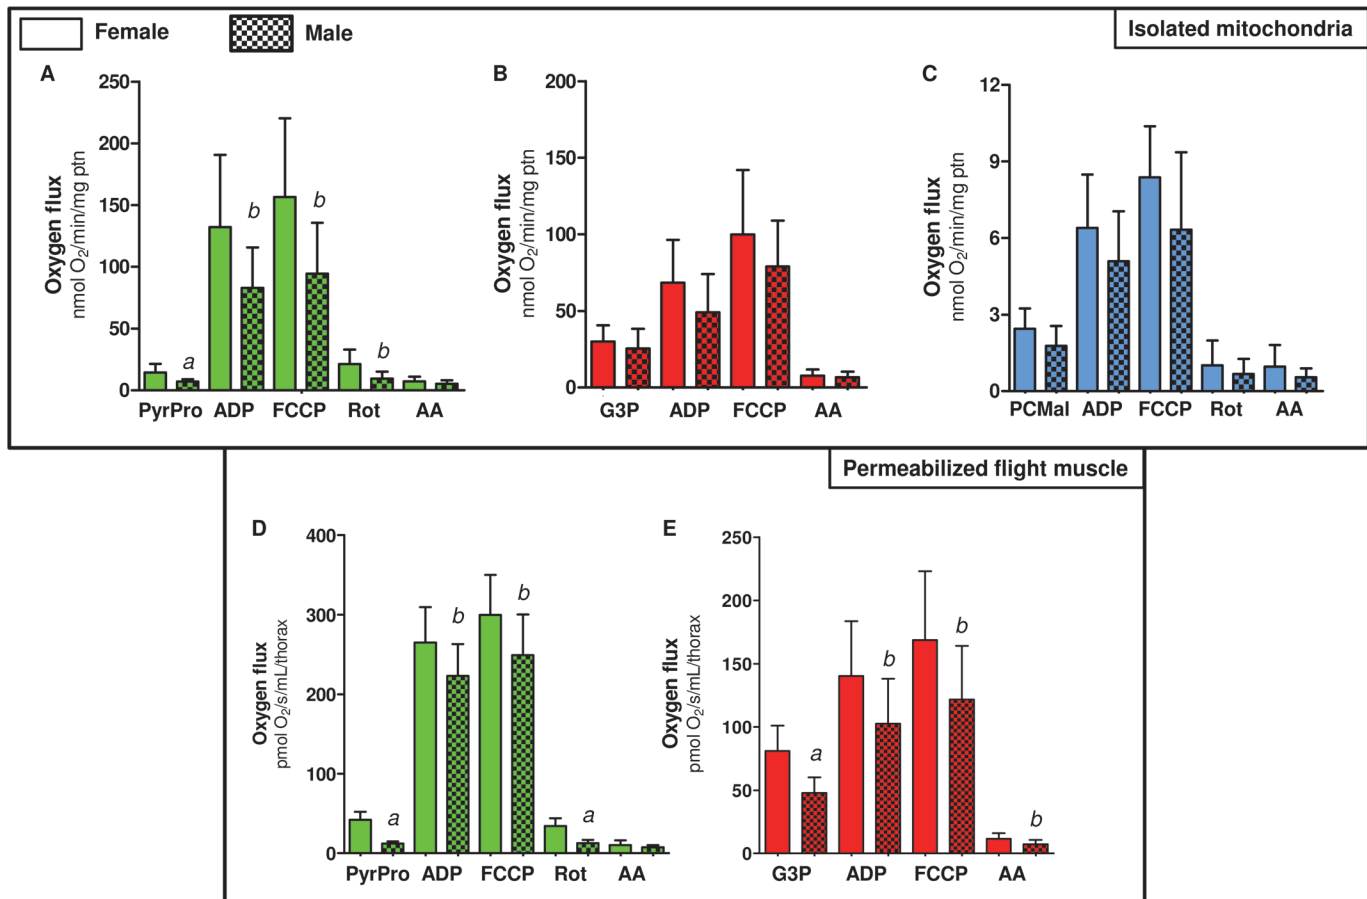 Female
Male
Isolated mitochondria
A
250
200
150
100
50
0
Oxygen flux
nmol O2/min/mg ptn
a
b
b
b
PyrPro ADP FCCP Rot AA
B
200
150
100
50
0
Oxygen flux
nmol O2/min/mg ptn
G3P ADP FCCP AA
C
12
9
6
3
0
Oxygen flux
nmol O2/min/mg ptn
PCMal ADP FCCP Rot AA
Permeabilized flight muscle
D
400
300
200
100
0
Oxygen flux
pmol O2/s/mL/thorax
a
b
b
a
PyrPro ADP FCCP Rot AA
E
250
200
150
100
50
0
Oxygen flux
pmol O2/s/mL/thorax
a
b
b
b
G3P ADP FCCP AA